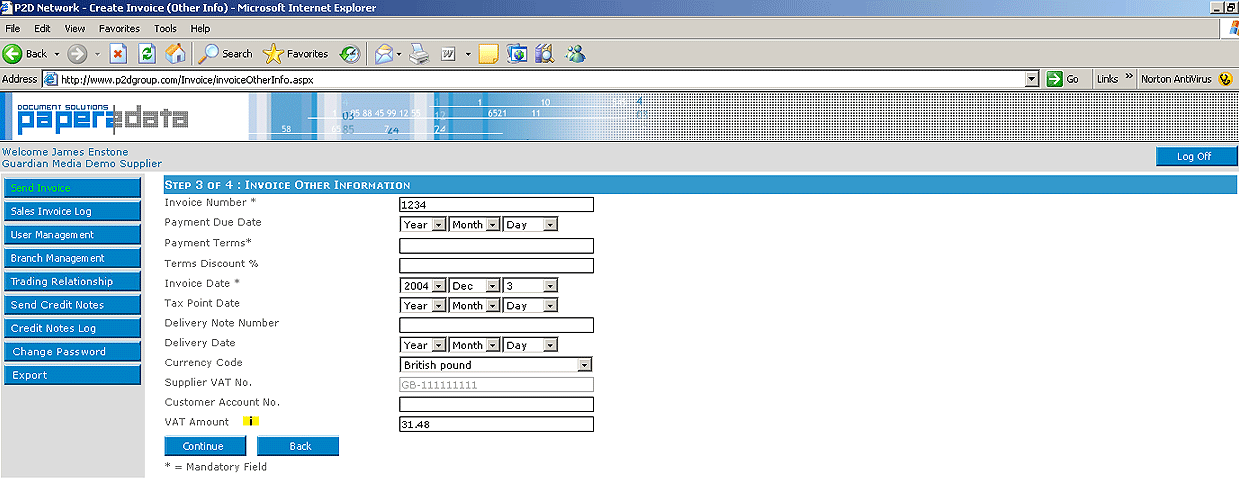 P2D Network - Create Invoice (Other Info) - Microsoft Internet Explorer
File Edit View Favorites Tools Help
Back Search Favorites
Address http://www.p2dgroup.com/Invoice/invoiceOtherInfo.aspx Go Links » Norton AntiVirus
DOCUMENT SOLUTIONS
paper2data
Welcome James Enstone
Guardian Media Demo Supplier
Log Off
Send Invoice
Sales Invoice Log
User Management
Branch Management
Trading Relationship
Send Credit Notes
Credit Notes Log
Change Password
Export
STEP 3 OF 4 : INVOICE OTHER INFORMATION
Invoice Number * 1234
Payment Due Date Year Month Day
Payment Terms*
Terms Discount %
Invoice Date * 2004 Dec 3
Tax Point Date Year Month Day
Delivery Note Number
Delivery Date Year Month Day
Currency Code British pound
Supplier VAT No. GB-111111111
Customer Account No.
VAT Amount i 31.48
Continue Back
* = Mandatory Field